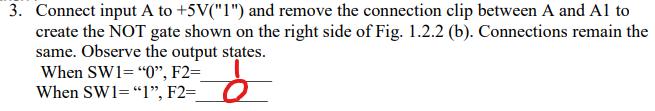 3. Connect input A to +5V("1") and remove the connection clip between A and A1 to
create the NOT gate shown on the right side of Fig. 1.2.2 (b). Connections remain the
same. Observe the output states.
When SW1= “0”, F2= 1
When SW1= “1”, F2= 0